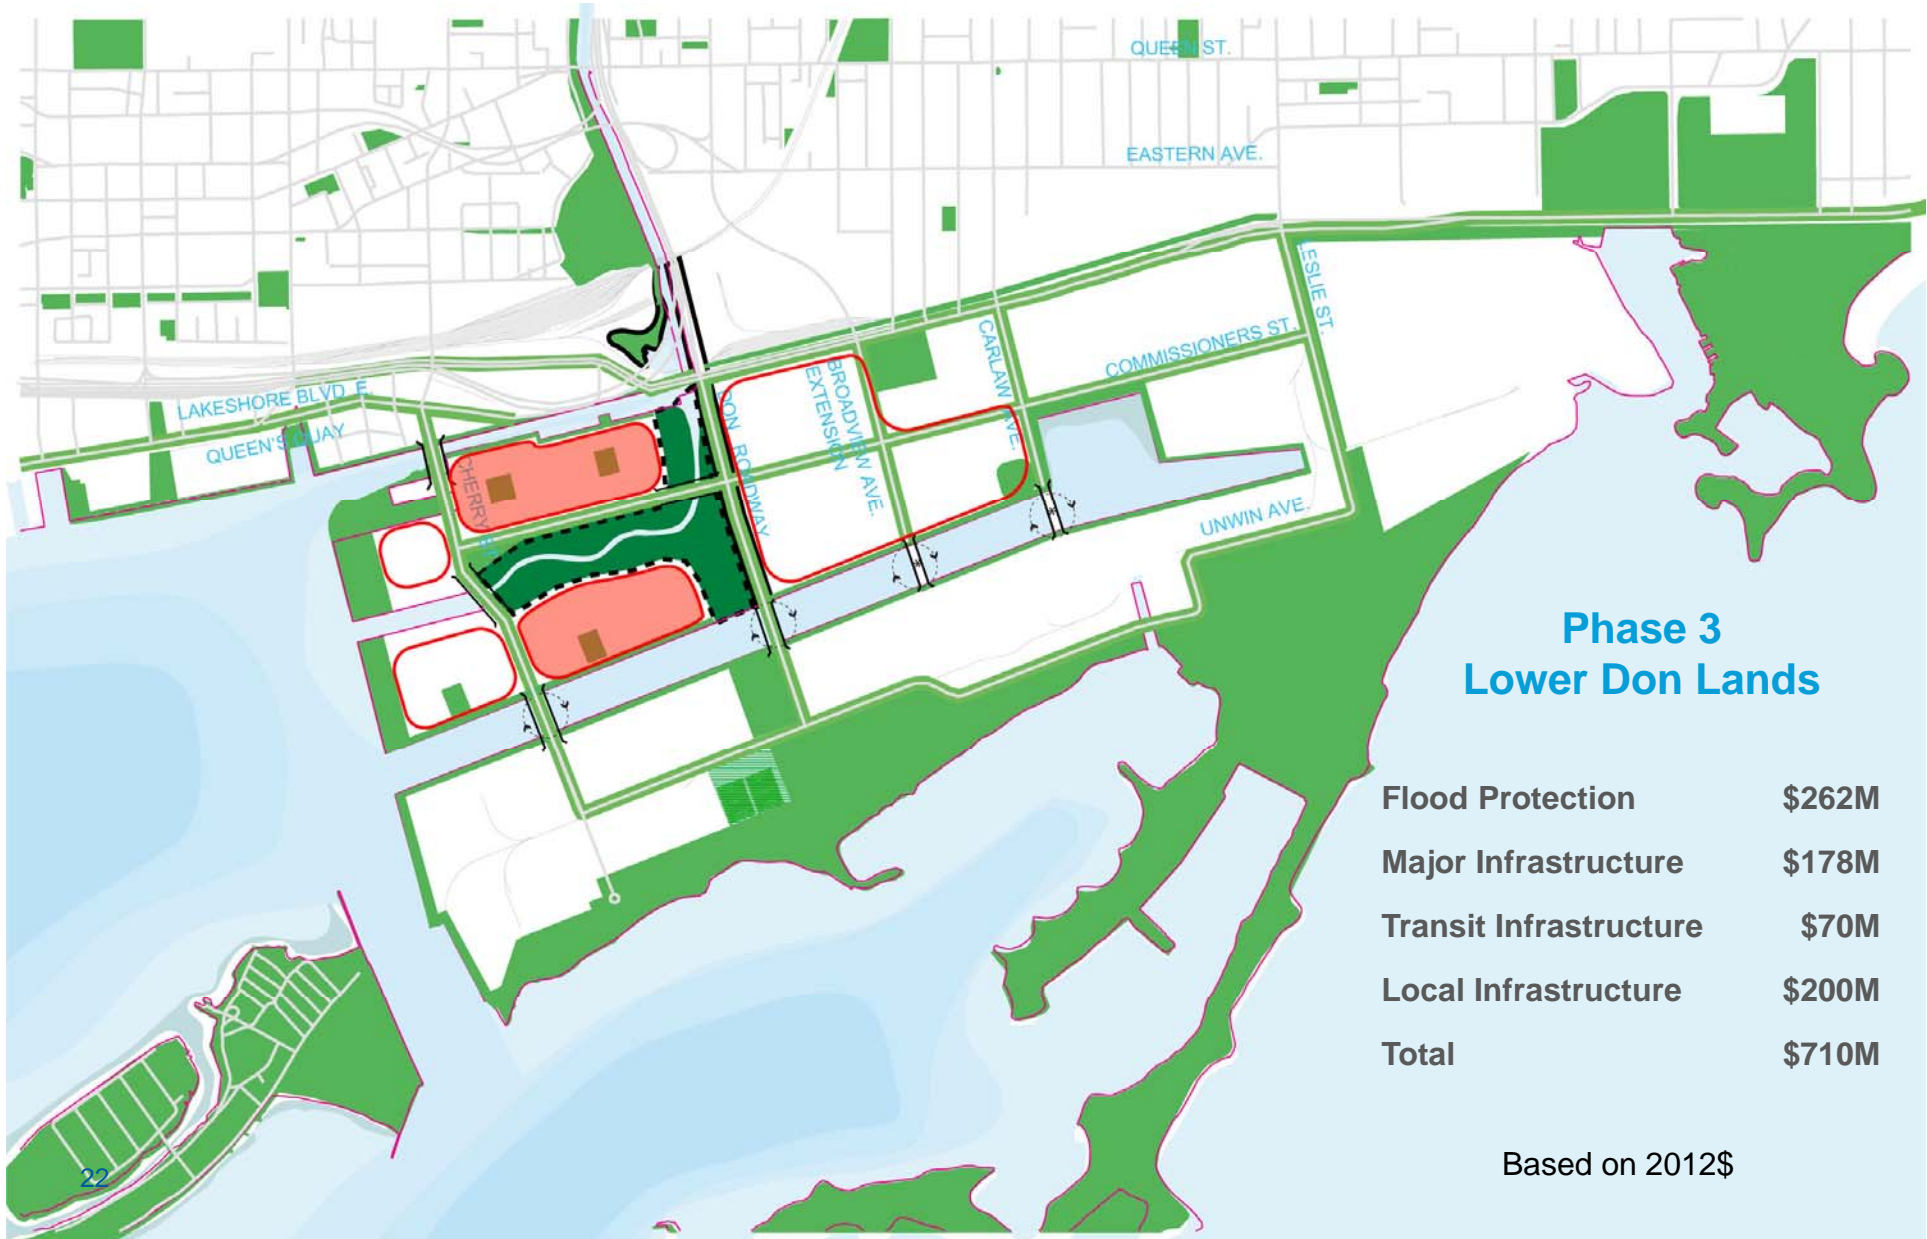 QUEEN ST.
EASTERN AVE.
LESLIE ST.
CARLAW AVE.
COMMISSIONERS ST.
BROADVIEW AVE.
EXTENSION
DON ROADWAY
LAKESHORE BLVD. E.
QUEEN'S QUAY
CHERRY ST.
UNWIN AVE.
Phase 3
Lower Don Lands
Flood Protection $262M
Major Infrastructure $178M
Transit Infrastructure $70M
Local Infrastructure $200M
Total $710M
Based on 2012$
22